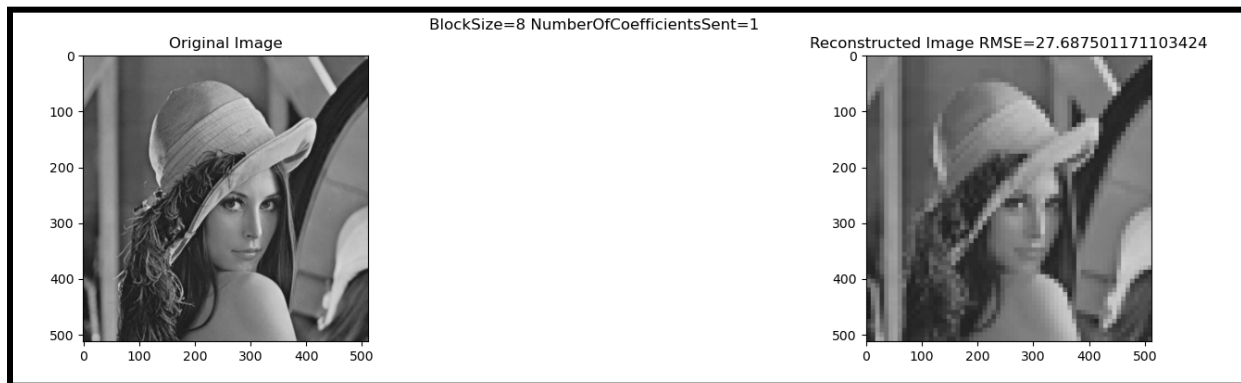 BlockSize=8 NumberOfCoefficientsSent=1
Original Image
Reconstructed Image RMSE=27.687501171103424
0
100
200
300
400
500
0 100 200 300 400 500
0
100
200
300
400
500
0 100 200 300 400 500